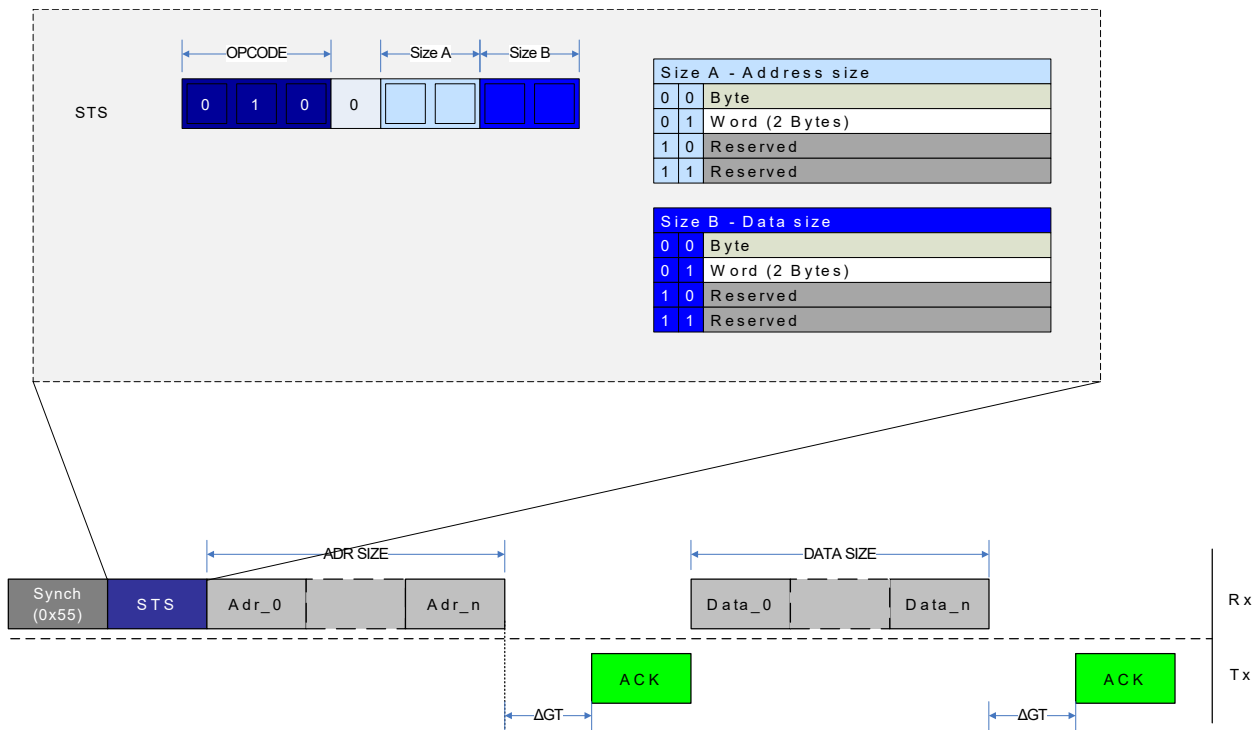 OPCODE
Size A
Size B
STS
0 1 0 0
Size A - Address size
0 0 Byte
0 1 Word (2 Bytes)
1 0 Reserved
1 1 Reserved
Size B - Data size
0 0 Byte
0 1 Word (2 Bytes)
1 0 Reserved
1 1 Reserved
ADR SIZE
DATA SIZE
Synch
(0x55)
STS
Adr_0
Adr_n
Data_0
Data_n
Rx
ACK
ACK
Tx
ΔGT
ΔGT